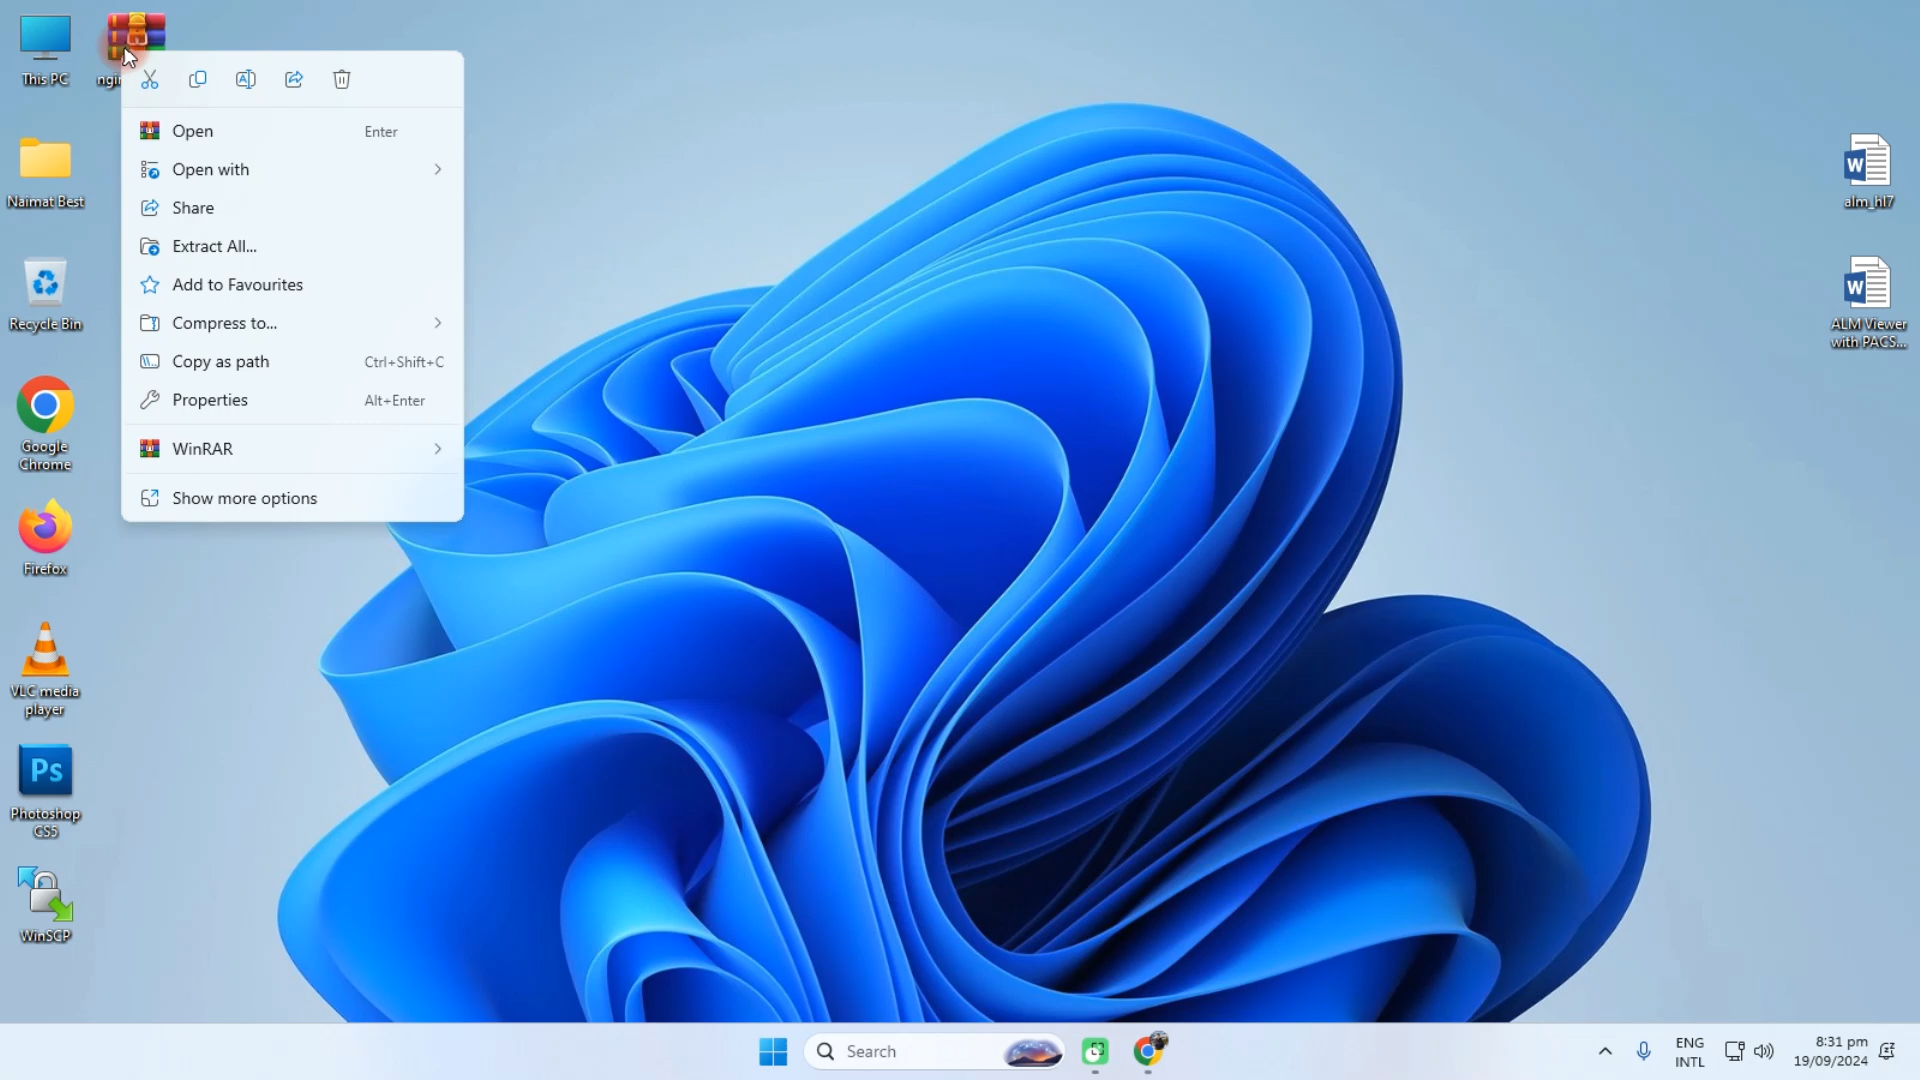 This PC
Naimat Best
Recycle Bin
Google
Chrome
Firefox
VLC media
player
Ps
Photoshop
CS5
WinSCP
Open Enter
Open with
Share
Extract All...
Add to Favourites
Compress to...
Copy as path Ctrl+Shift+C
Properties Alt+Enter
WinRAR
Show more options
W
alm_hl7
W
ALM Viewer
with PACS...
Search
ENG
INTL
8:31 pm
19/09/2024